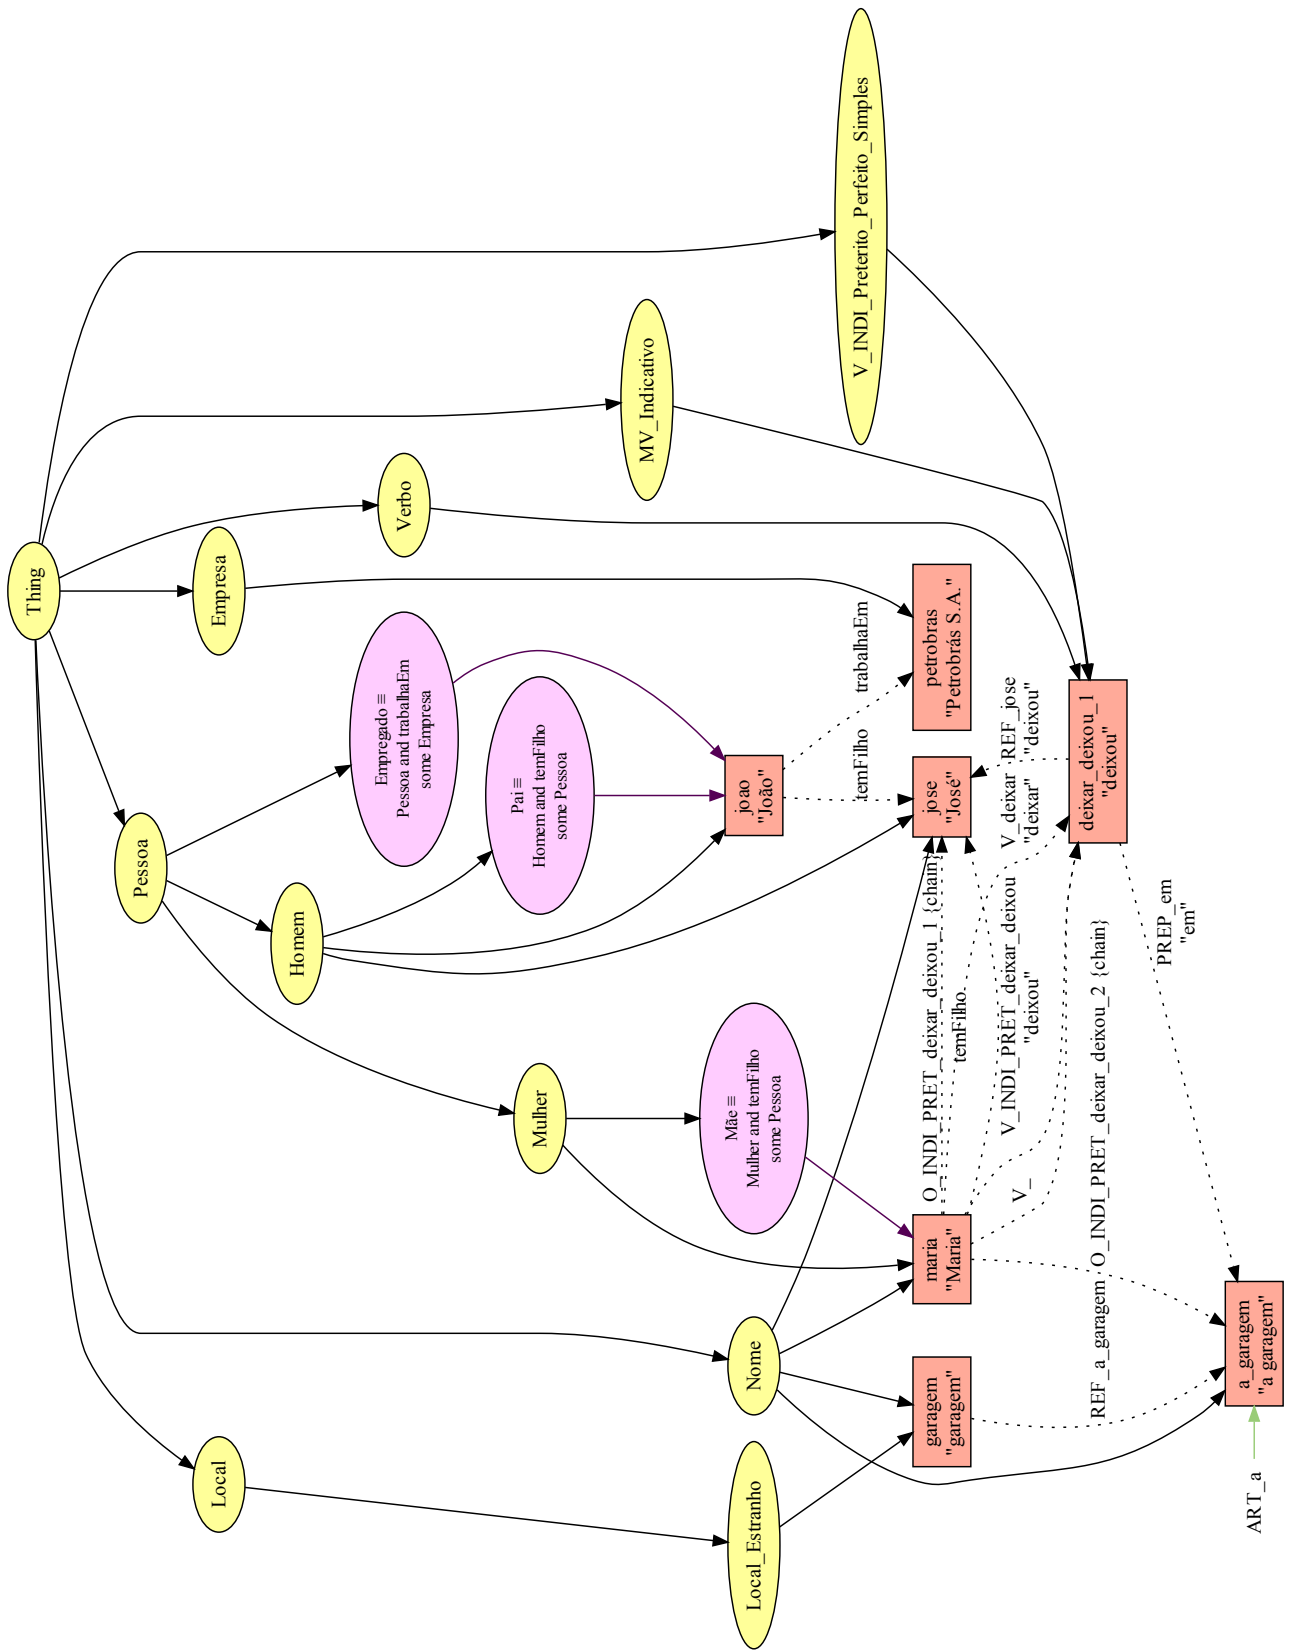 Thing
V_INDI_Preterito_Perfeito_Simples
MV_Indicativo
Verbo
Empresa
Pessoa
Empregado ≡
Pessoa and trabalhaEm
some Empresa
Pai ≡
Homem and temFilho
some Pessoa
Homem
Mulher
Mãe ≡
Mulher and temFilho
some Pessoa
Nome
Local
Local_Estranho
joao
"João"
trabalhaEm
temFilho
petrobras
"Petrobrás S.A."
jose
"José"
maria
"Maria"
garagem
"garagem"
O_INDI_PRET_deixar_deixou_1 {chain}
temFilho
REF_jose
"deixou"
V_deixar
"deixar"
V_INDI_PRET_deixar_deixou
"deixou"
V_
deixar_deixou_1
"deixou"
O_INDI_PRET_deixar_deixou_2 {chain}
REF_a_garagem
PREP_em
"em"
a_garagem
"a garagem"
ART_a